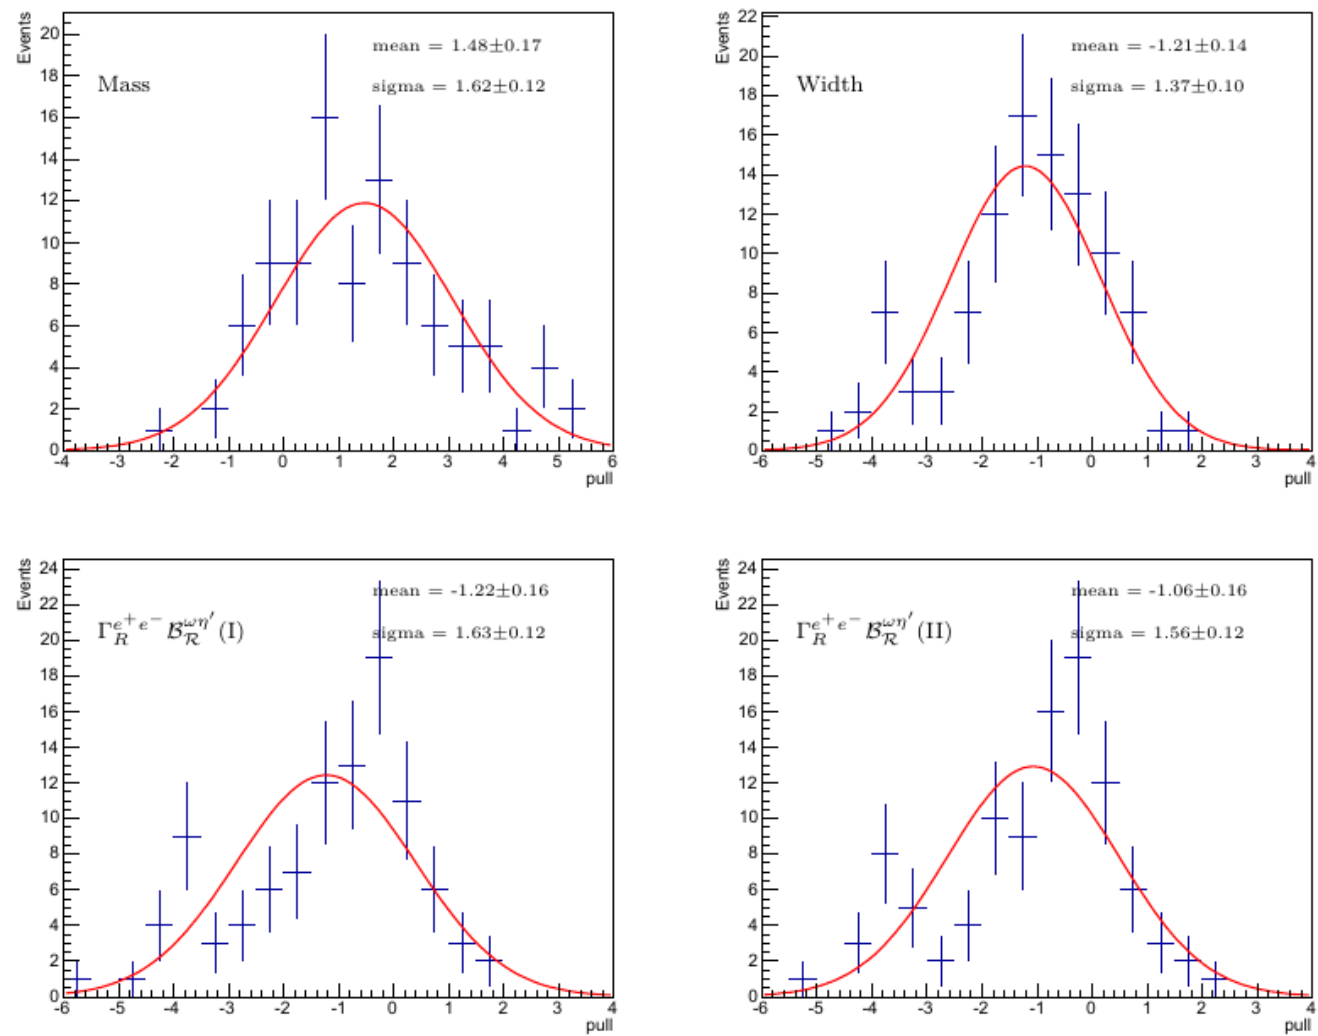 Events
20
18
16
14
12
10
8
6
4
2
0
Mass
mean = 1.48±0.17
sigma = 1.62±0.12
-4 -3 -2 -1 0 1 2 3 4 5 6
pull
Events
22
20
18
16
14
12
10
8
6
4
2
0
Width
mean = -1.21±0.14
sigma = 1.37±0.10
-6 -5 -4 -3 -2 -1 0 1 2 3 4
pull
Events
24
22
20
18
16
14
12
10
8
6
4
2
0
Γ_R^{e⁺e⁻} 𝓑_𝓡^{ωη′}(I)
mean = -1.22±0.16
sigma = 1.63±0.12
-6 -5 -4 -3 -2 -1 0 1 2 3 4
pull
Events
24
22
20
18
16
14
12
10
8
6
4
2
0
Γ_R^{e⁺e⁻} 𝓑_𝓡^{ωη′}(II)
mean = -1.06±0.16
sigma = 1.56±0.12
-6 -5 -4 -3 -2 -1 0 1 2 3 4
pull